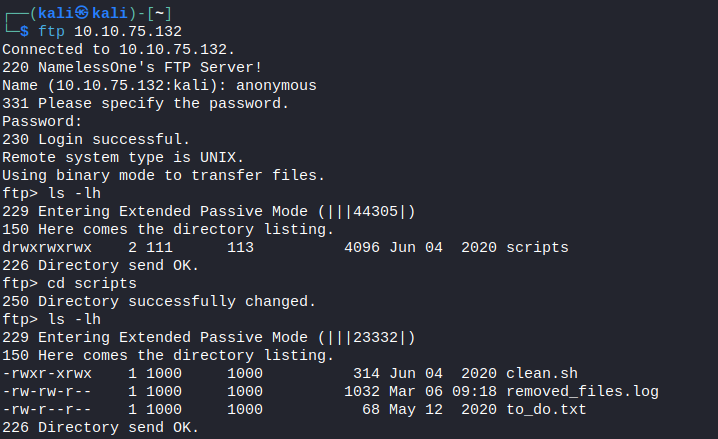 ┌──(kali㉿kali)-[~]
└─$ ftp 10.10.75.132
Connected to 10.10.75.132.
220 NamelessOne's FTP Server!
Name (10.10.75.132:kali): anonymous
331 Please specify the password.
Password:
230 Login successful.
Remote system type is UNIX.
Using binary mode to transfer files.
ftp> ls -lh
229 Entering Extended Passive Mode (|||44305|)
150 Here comes the directory listing.
drwxrwxrwx    2 111      113          4096 Jun 04  2020 scripts
226 Directory send OK.
ftp> cd scripts
250 Directory successfully changed.
ftp> ls -lh
229 Entering Extended Passive Mode (|||23332|)
150 Here comes the directory listing.
-rwxr-xrwx    1 1000     1000          314 Jun 04  2020 clean.sh
-rw-rw-r--    1 1000     1000         1032 Mar 06 09:18 removed_files.log
-rw-r--r--    1 1000     1000           68 May 12  2020 to_do.txt
226 Directory send OK.